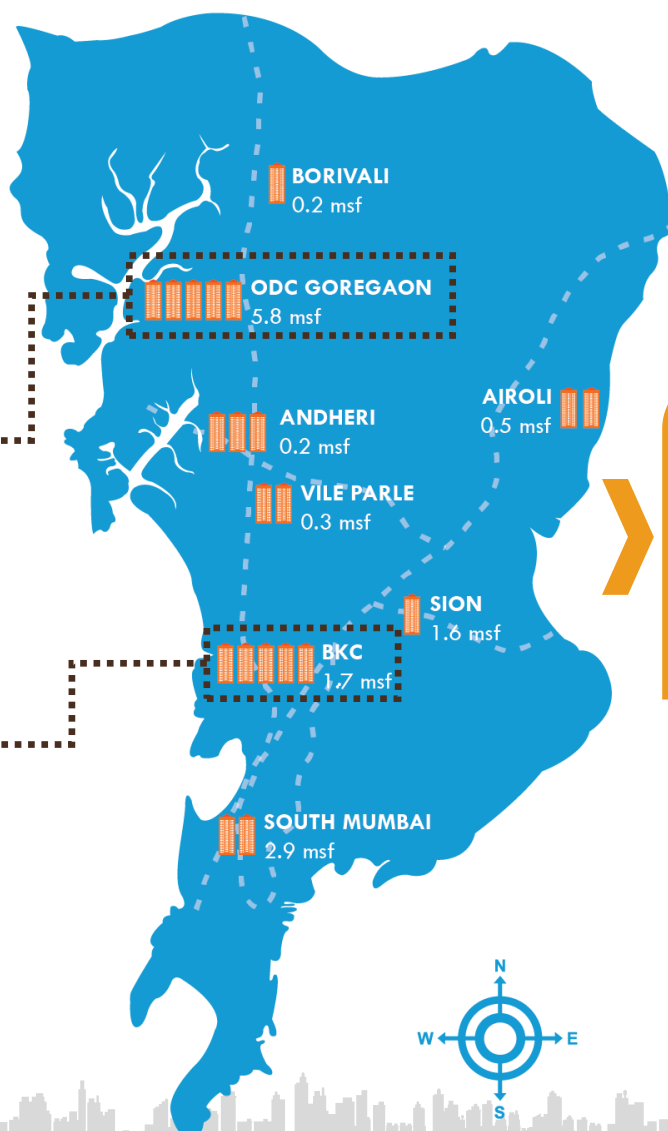 BORIVALI
0.2 msf
ODC GOREGAON
5.8 msf
AIROLI
0.5 msf
ANDHERI
0.2 msf
VILE PARLE
0.3 msf
SION
1.6 msf
BKC
1.7 msf
SOUTH MUMBAI
2.9 msf
N
W
E
S